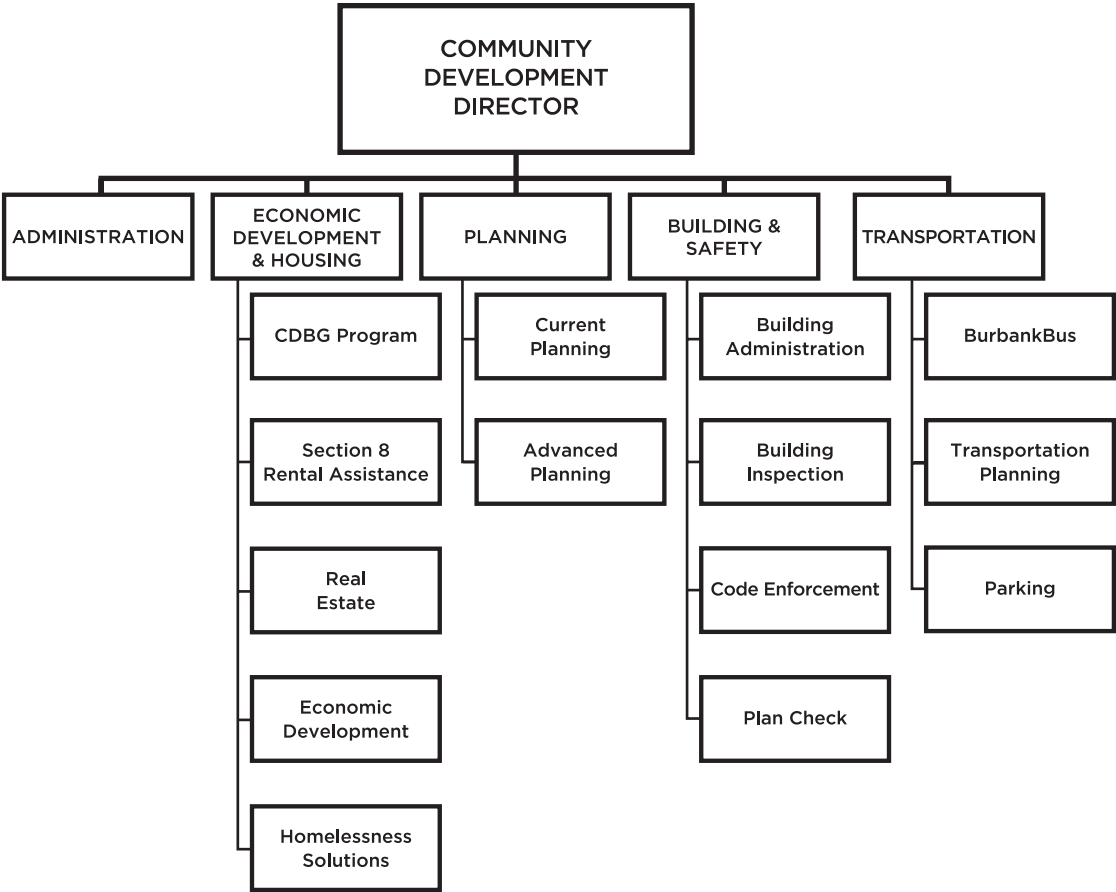 COMMUNITY
DEVELOPMENT
DIRECTOR
ADMINISTRATION
ECONOMIC
DEVELOPMENT
& HOUSING
PLANNING
BUILDING &
SAFETY
TRANSPORTATION
CDBG Program
Section 8
Rental Assistance
Real
Estate
Economic
Development
Homelessness
Solutions
Current
Planning
Advanced
Planning
Building
Administration
Building
Inspection
Code Enforcement
Plan Check
BurbankBus
Transportation
Planning
Parking